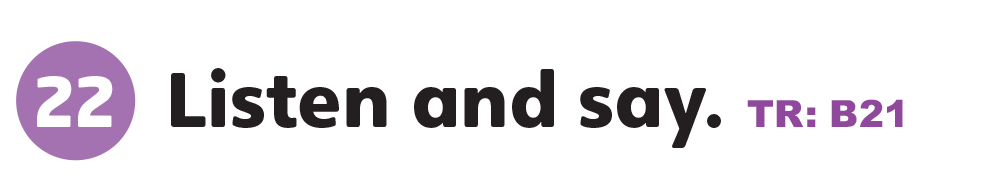 22 Listen and say. TR: B21